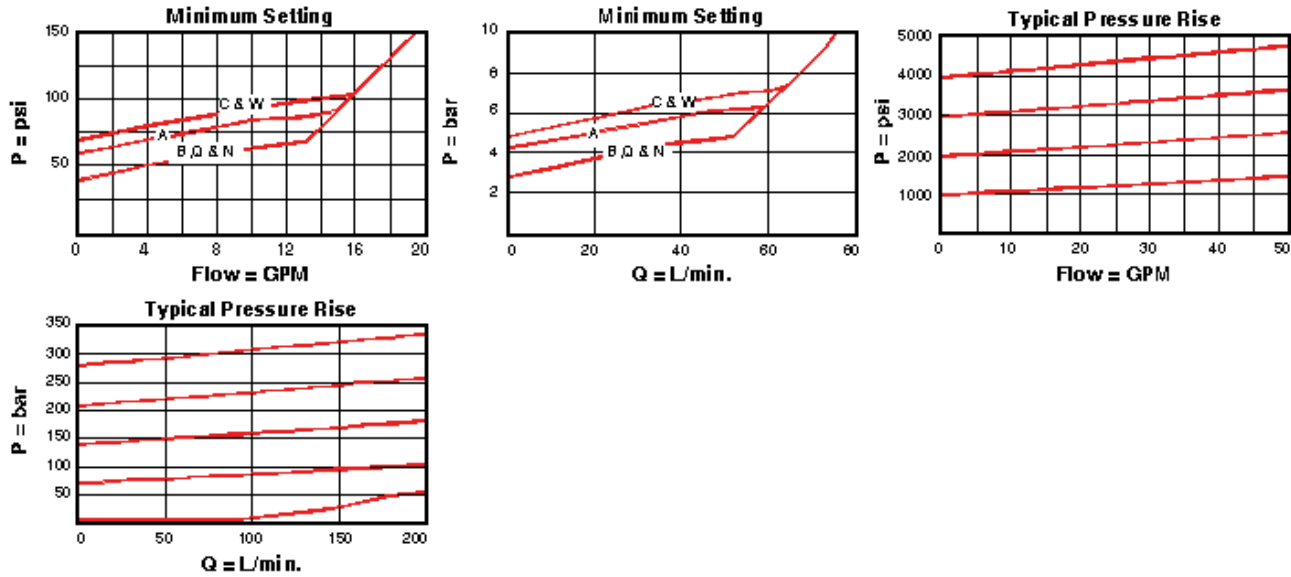 Minimum Setting
150
100
50
P = psi
C & W
A
B,Q & N
0 4 8 12 16 20
Flow = GPM
Minimum Setting
10
8
6
4
2
P = bar
C & W
A
B,Q & N
0 20 40 60 80
Q = L/min.
Typical Pressure Rise
5000
4000
3000
2000
1000
P = psi
0 10 20 30 40 50
Flow = GPM
Typical Pressure Rise
350
300
250
200
150
100
50
P = bar
0 50 100 150 200
Q = L/min.